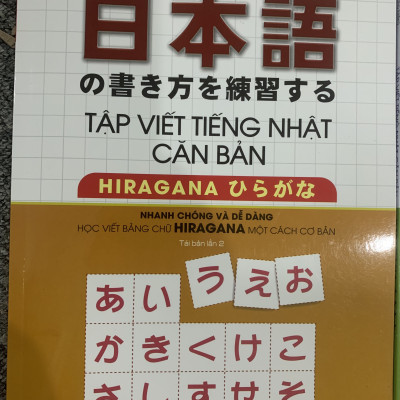 日本語
の書き方を練習する
TẬP VIẾT TIẾNG NHẬT
CĂN BẢN
HIRAGANA ひらがな
NHANH CHÓNG VÀ DỄ DÀNG
HỌC VIẾT BẢNG CHỮ HIRAGANA MỘT CÁCH CƠ BẢN
Tái bản lần 2
あいうえお
かきくけこ
さしすせそ